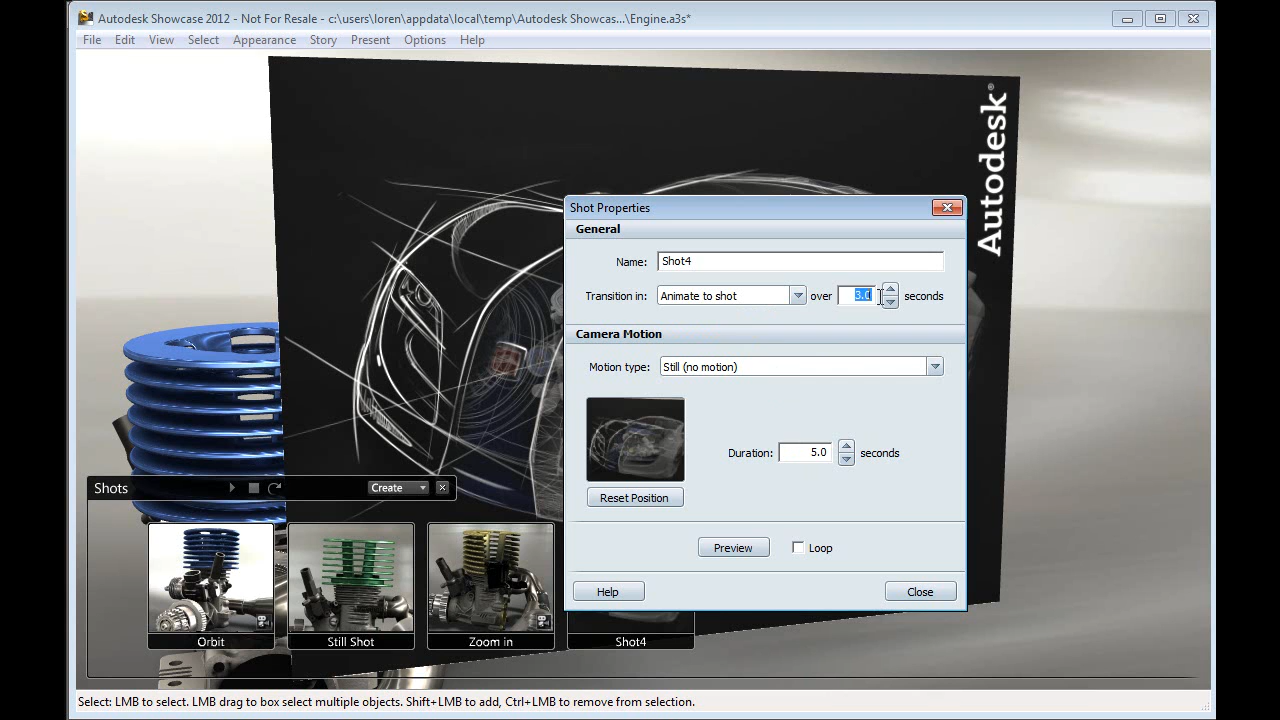 Autodesk Showcase 2012 - Not For Resale - c:\users\loren\appdata\local\temp\Autodesk Showcas...\Engine.a3s*
File Edit View Select Appearance Story Present Options Help
Autodesk®
Shot Properties
General
Name: Shot4
Transition in: Animate to shot over 3.0 seconds
Camera Motion
Motion type: Still (no motion)
Duration: 5.0 seconds
Reset Position
Preview Loop
Help Close
Shots Create
Orbit Still Shot Zoom in Shot4
Select: LMB to select. LMB drag to box select multiple objects. Shift+LMB to add, Ctrl+LMB to remove from selection.